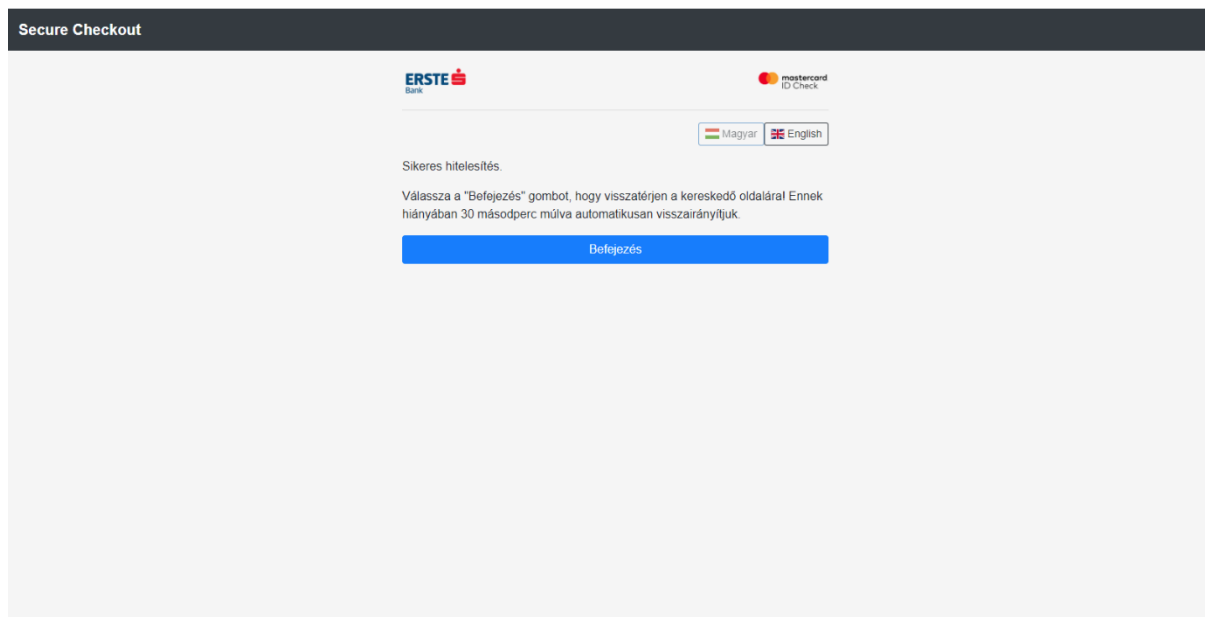 Secure Checkout
ERSTE
Bank
mastercard
ID Check
Magyar English
Sikeres hitelesítés.
Válassza a "Befejezés" gombot, hogy visszatérjen a kereskedő oldalára! Ennek
hiányában 30 másodperc múlva automatikusan visszairányítjuk.
Befejezés